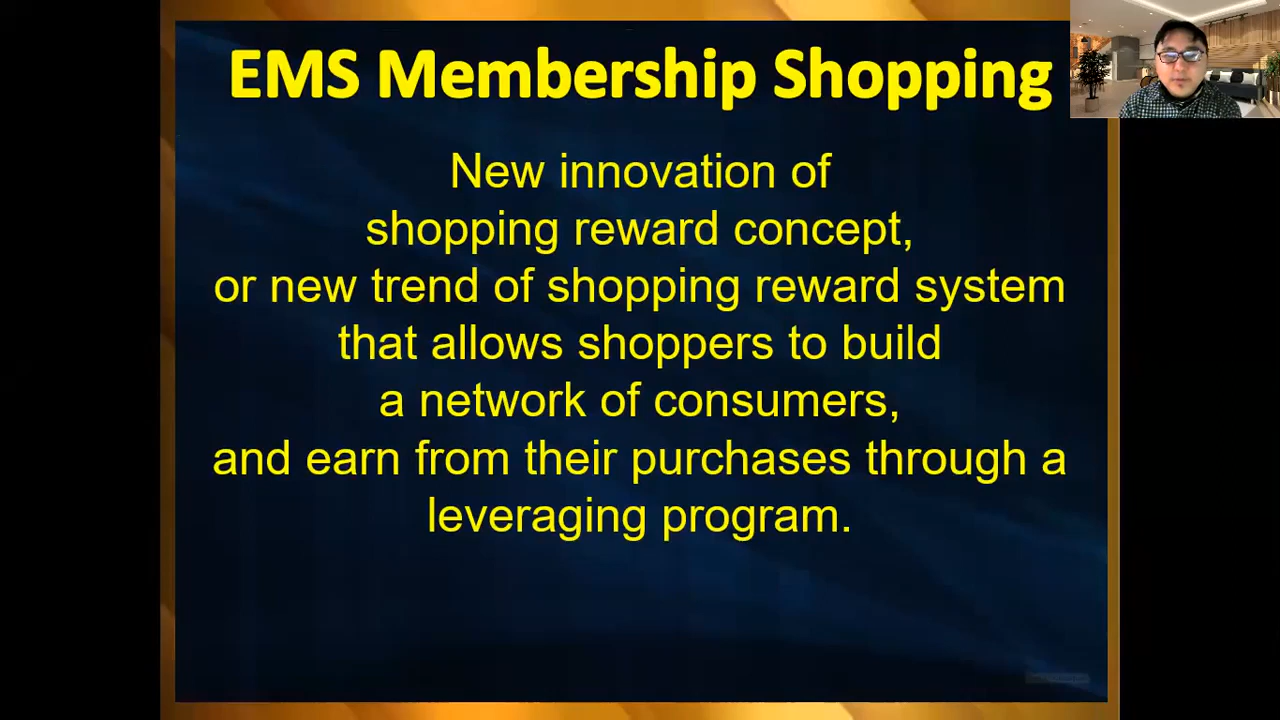 EMS Membership Shopping
New innovation of
shopping reward concept,
or new trend of shopping reward system
that allows shoppers to build
a network of consumers,
and earn from their purchases through a
leveraging program.